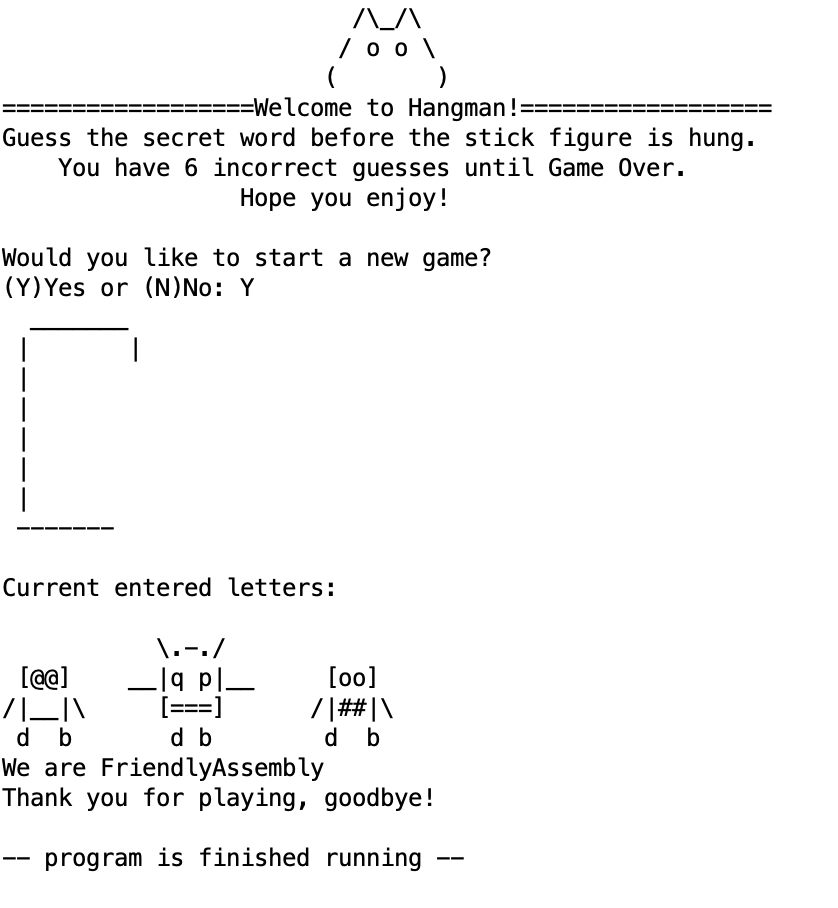 /\_/\
/ o o \
(       )
==================Welcome to Hangman!==================
Guess the secret word before the stick figure is hung.
You have 6 incorrect guesses until Game Over.
Hope you enjoy!
Would you like to start a new game?
(Y)Yes or (N)No: Y
_______
|       |
|
|
|
|
|
-------
Current entered letters:
\.-./
[@@]    __|q p|__     [oo]
/|__|\     [===]      /|##|\
d  b       d b        d  b
We are FriendlyAssembly
Thank you for playing, goodbye!
-- program is finished running --